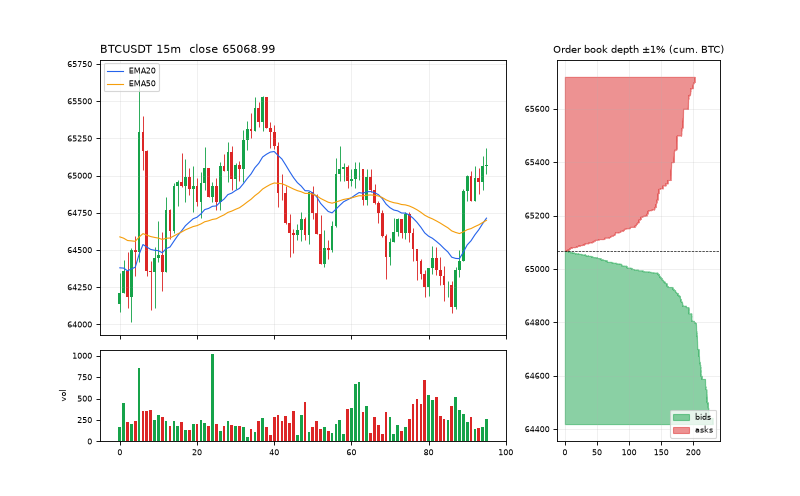 BTCUSDT 15m  close 65068.99
EMA20
EMA50
65750
65500
65250
65000
64750
64500
64250
64000
0 20 40 60 80 100
vol
1000
750
500
250
0
0 20 40 60 80 100
Order book depth ±1% (cum. BTC)
65600
65400
65200
65000
64800
64600
64400
bids
asks
0 50 100 150 200